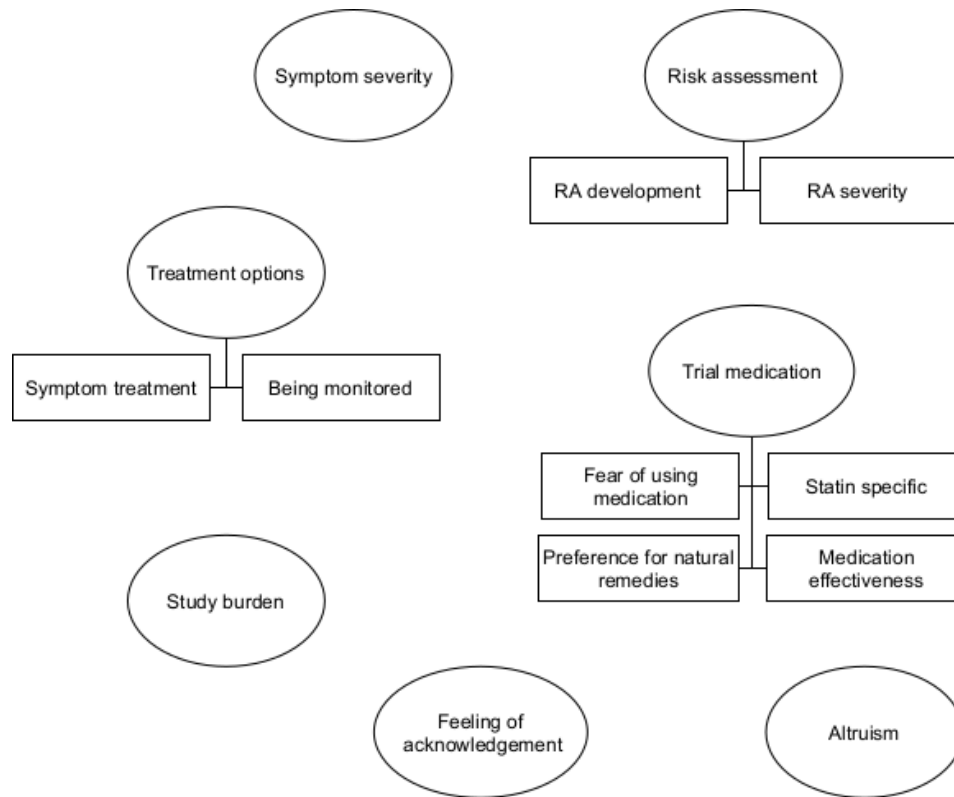 Symptom severity
Risk assessment
RA development
RA severity
Treatment options
Symptom treatment
Being monitored
Trial medication
Fear of using
medication
Statin specific
Preference for natural
remedies
Medication
effectiveness
Study burden
Feeling of
acknowledgement
Altruism